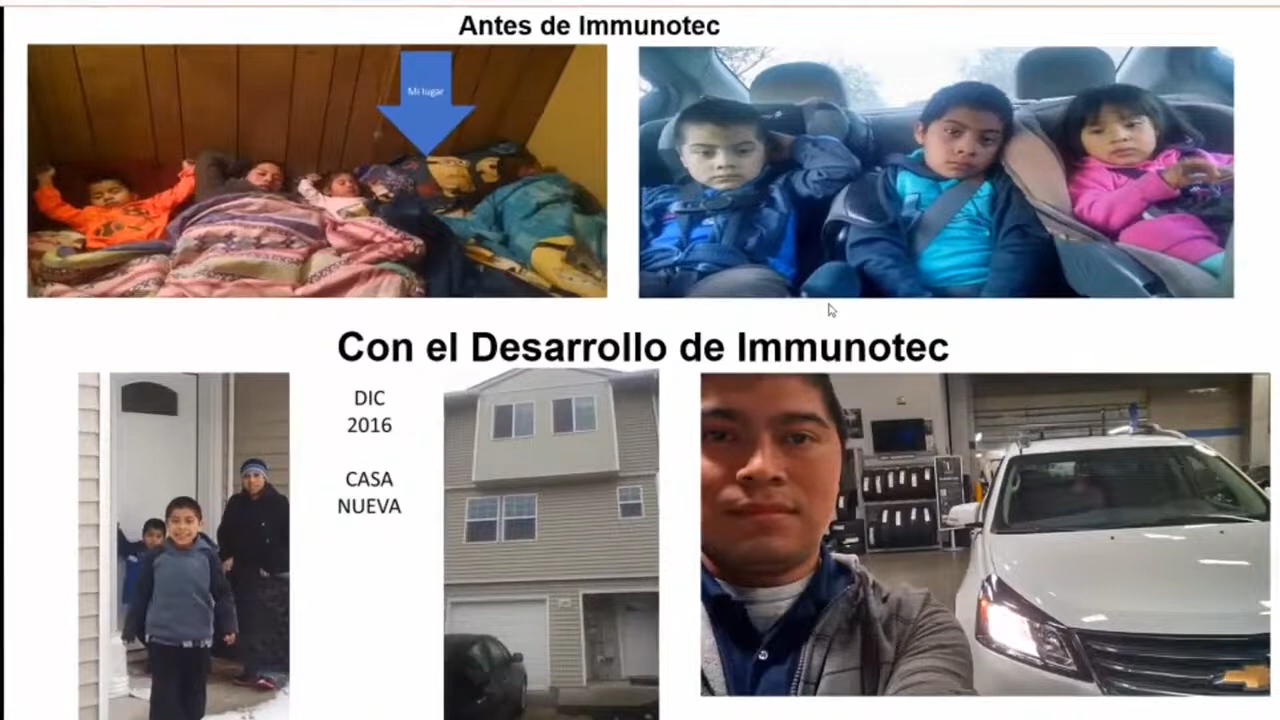 Antes de Immunotec
Mi lugar
Con el Desarrollo de Immunotec
DIC
2016
CASA
NUEVA